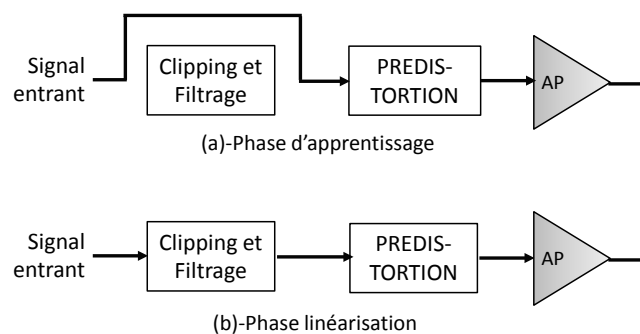 Signal
entrant
Clipping et
Filtrage
PREDIS-
TORTION
AP
(a)-Phase d'apprentissage
Signal
entrant
Clipping et
Filtrage
PREDIS-
TORTION
AP
(b)-Phase linéarisation